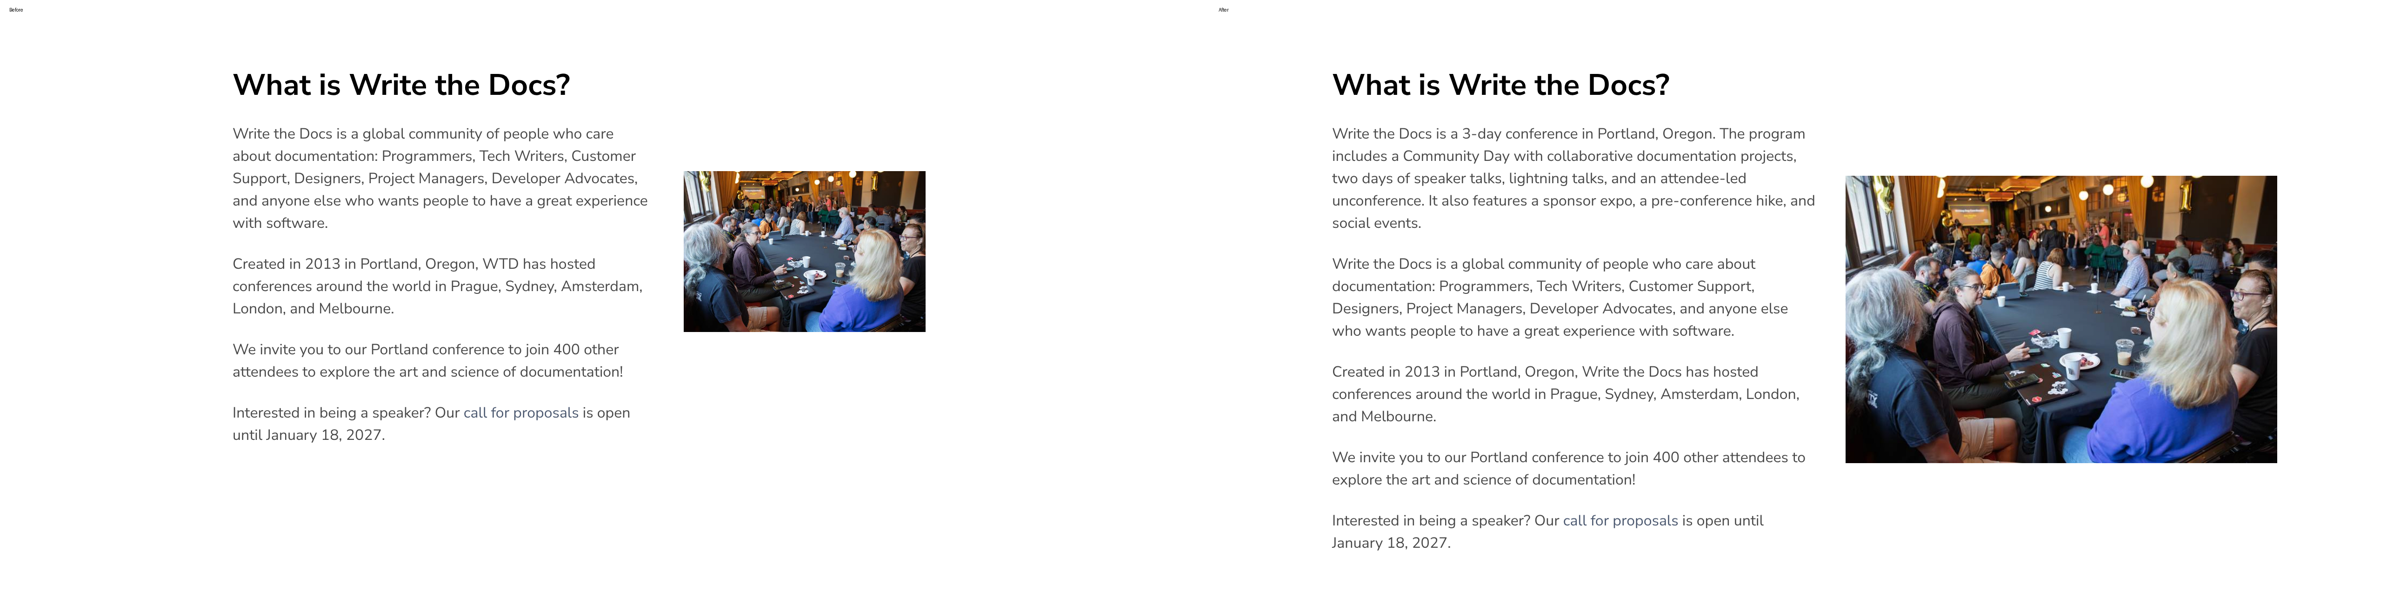 Before
What is Write the Docs?
Write the Docs is a global community of people who care
about documentation: Programmers, Tech Writers, Customer
Support, Designers, Project Managers, Developer Advocates,
and anyone else who wants people to have a great experience
with software.
Created in 2013 in Portland, Oregon, WTD has hosted
conferences around the world in Prague, Sydney, Amsterdam,
London, and Melbourne.
We invite you to our Portland conference to join 400 other
attendees to explore the art and science of documentation!
Interested in being a speaker? Our call for proposals is open
until January 18, 2027.
After
What is Write the Docs?
Write the Docs is a 3-day conference in Portland, Oregon. The program
includes a Community Day with collaborative documentation projects,
two days of speaker talks, lightning talks, and an attendee-led
unconference. It also features a sponsor expo, a pre-conference hike, and
social events.
Write the Docs is a global community of people who care about
documentation: Programmers, Tech Writers, Customer Support,
Designers, Project Managers, Developer Advocates, and anyone else
who wants people to have a great experience with software.
Created in 2013 in Portland, Oregon, Write the Docs has hosted
conferences around the world in Prague, Sydney, Amsterdam, London,
and Melbourne.
We invite you to our Portland conference to join 400 other attendees to
explore the art and science of documentation!
Interested in being a speaker? Our call for proposals is open until
January 18, 2027.